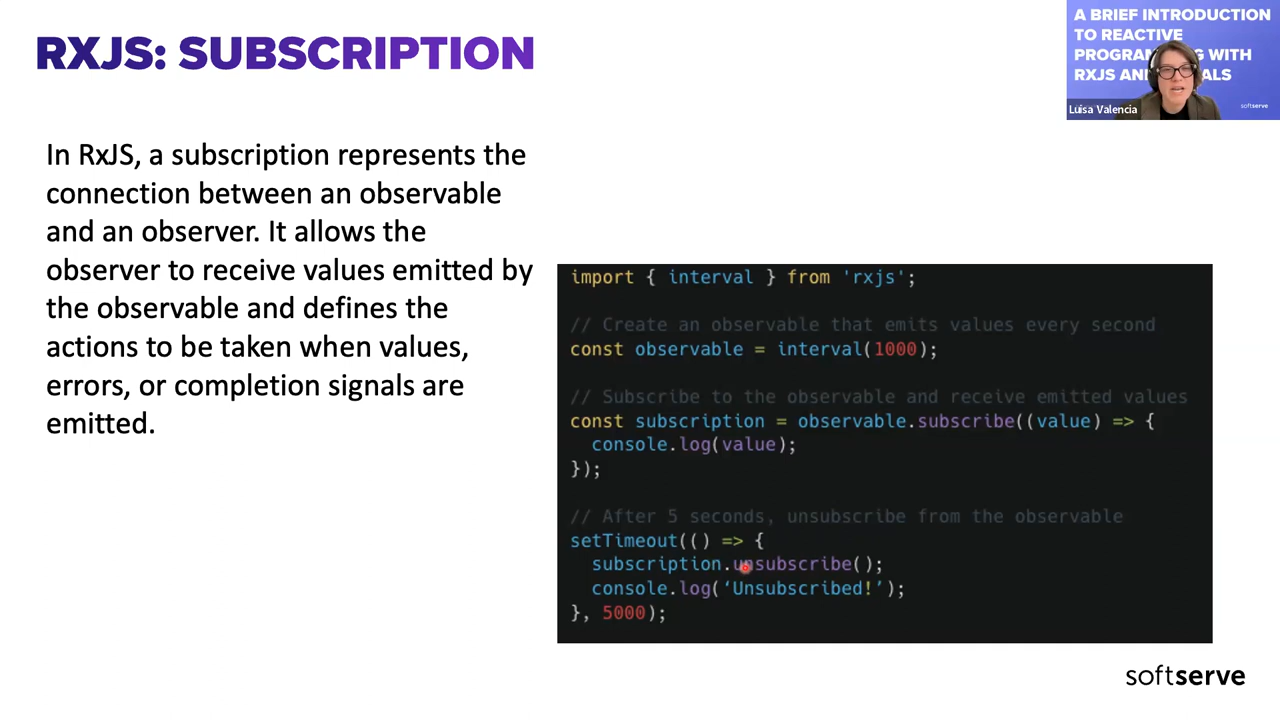 RXJS: SUBSCRIPTION
A BRIEF INTRODUCTION
TO REACTIVE
WITH
RXJS
Luisa Valencia
softserve
In RxJS, a subscription represents the
connection between an observable
and an observer. It allows the
observer to receive values emitted by
the observable and defines the
actions to be taken when values,
errors, or completion signals are
emitted.
import { interval } from 'rxjs';
// Create an observable that emits values every second
const observable = interval(1000);
// Subscribe to the observable and receive emitted values
const subscription = observable.subscribe((value) => {
console.log(value);
});
// After 5 seconds, unsubscribe from the observable
setTimeout(() => {
subscription.unsubscribe();
console.log(‘Unsubscribed!’);
}, 5000);
softserve